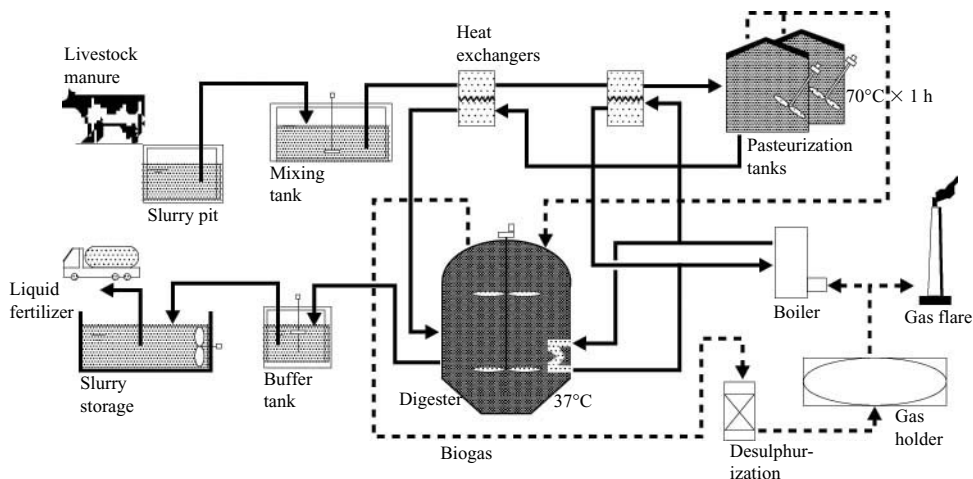 Livestock
manure
Heat
exchangers
70°C × 1 h
Pasteurization
tanks
Mixing
tank
Slurry pit
Liquid
fertilizer
Boiler
Gas flare
Slurry
storage
Buffer
tank
Digester
37°C
Gas
holder
Biogas
Desulphur-
ization